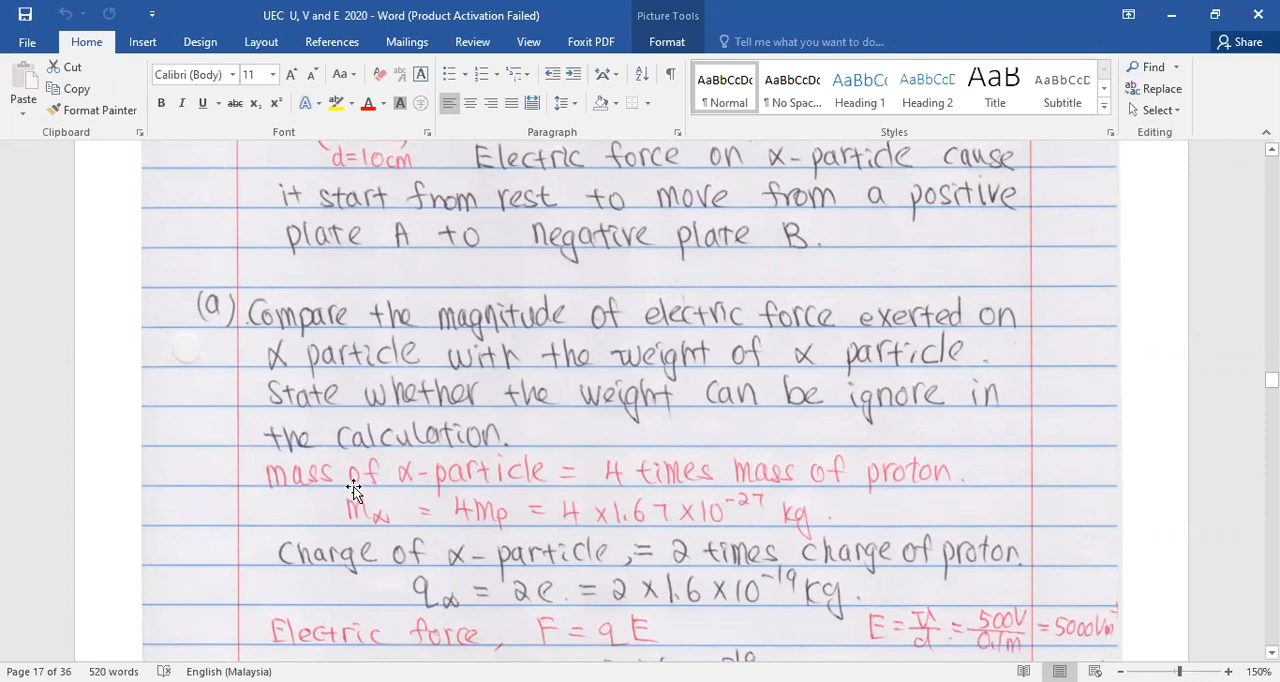 UEC U, V and E 2020 - Word (Product Activation Failed)
Picture Tools
File
Home
Insert
Design
Layout
References
Mailings
Review
View
Foxit PDF
Format
Tell me what you want to do...
Share
Paste
Cut
Copy
Format Painter
Clipboard
Calibri (Body)
11
Font
Paragraph
AaBbCcDc
¶ Normal
AaBbCcDc
¶ No Spac...
AaBbCc
Heading 1
AaBbCcD
Heading 2
AaB
Title
AaBbCcD
Subtitle
Styles
Find
Replace
Select
Editing
d=10cm Electric force on α-particle cause
it start from rest to move from a positive
plate A to negative plate B.
(a) Compare the magnitude of electric force exerted on
α particle with the weight of α particle.
State whether the weight can be ignore in
the calculation.
mass of α-particle = 4 times mass of proton.
mα = 4Mp = 4 x 1.67 x 10⁻²⁷ kg.
Charge of α-particle, = 2 times charge of proton.
qα = 2e. = 2 x 1.6 x 10⁻¹⁹ kg.
Electric force, F = qE E = V/d = 500V/0.1m = 5000Vm⁻¹
Page 17 of 36
520 words
English (Malaysia)
150%